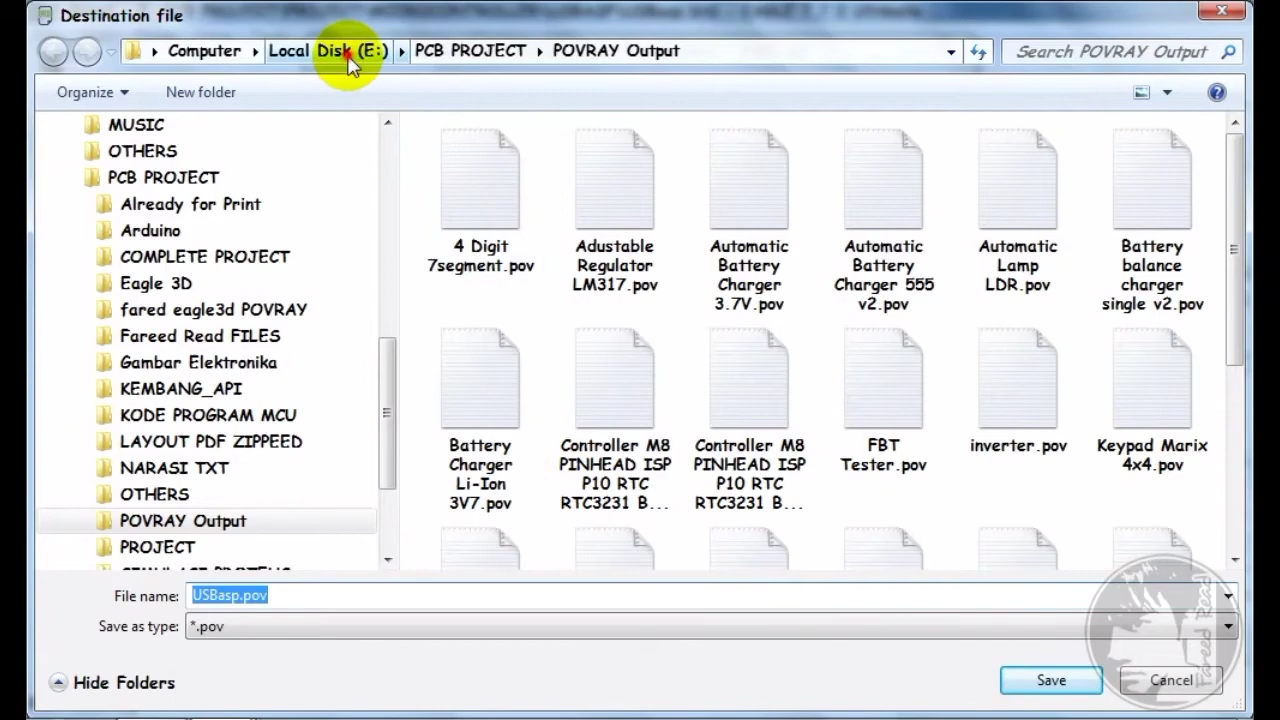 Destination file
Computer
Local Disk (E:)
PCB PROJECT
POVRAY Output
Search POVRAY Output
Organize
New folder
MUSIC
OTHERS
PCB PROJECT
Already for Print
Arduino
COMPLETE PROJECT
Eagle 3D
fared eagle3d POVRAY
Fareed Read FILES
Gambar Elektronika
KEMBANG_API
KODE PROGRAM MCU
LAYOUT PDF ZIPPEED
NARASI TXT
OTHERS
POVRAY Output
PROJECT
4 Digit
7segment.pov
Adustable
Regulator
LM317.pov
Automatic
Battery
Charger
3.7V.pov
Automatic
Battery
Charger 555
v2.pov
Automatic
Lamp
LDR.pov
Battery
balance
charger
single v2.pov
Battery
Charger
Li-Ion
3V7.pov
Controller M8
PINHEAD ISP
P10 RTC
RTC3231 B...
Controller M8
PINHEAD ISP
P10 RTC
RTC3231 B...
FBT
Tester.pov
inverter.pov
Keypad Marix
4x4.pov
File name:
USBasp.pov
Save as type:
*.pov
Hide Folders
Save
Cancel
Fareed Read